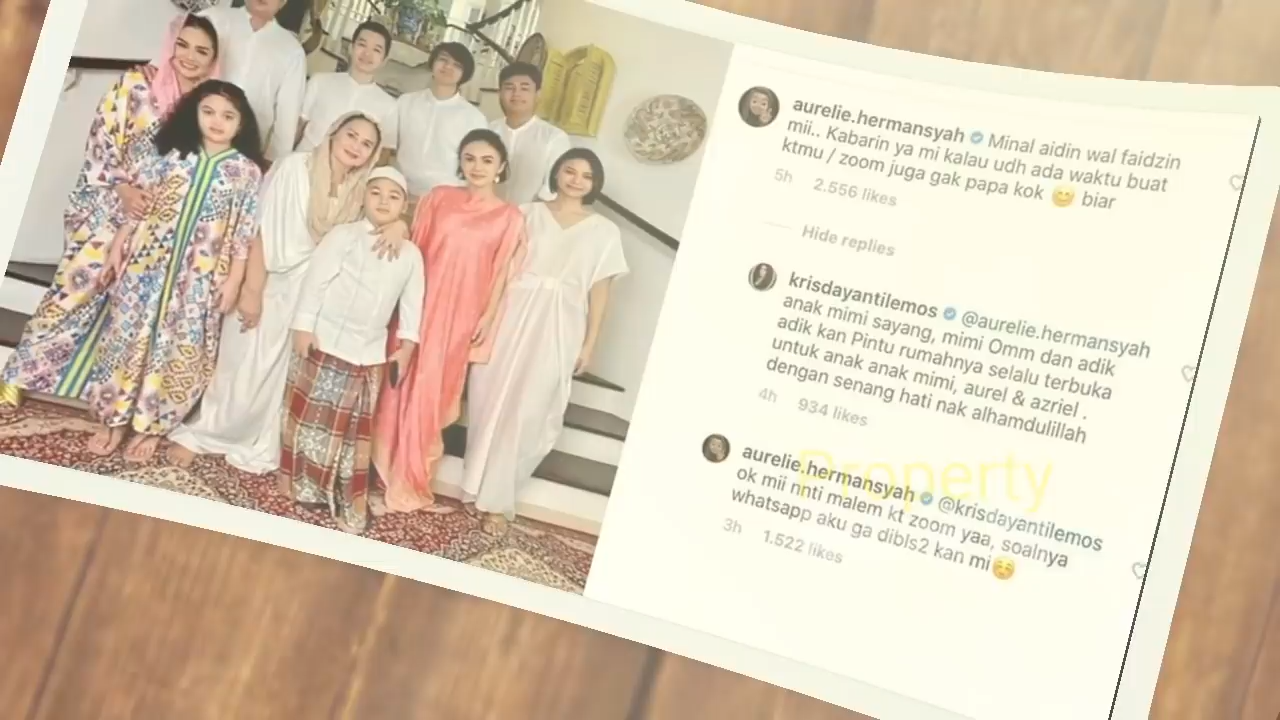 aurelie.hermansyah Minal aidin wal faidzin
mii.. Kabarin ya mi kalau udh ada waktu buat
ktmu / zoom juga gak papa kok 😊 biar
5h 2.556 likes
Hide replies
krisdayantilemos @aurelie.hermansyah
anak mimi sayang, mimi Omm dan adik
adik kan Pintu rumahnya selalu terbuka
untuk anak anak mimi, aurel & azriel .
dengan senang hati nak alhamdulillah
4h 934 likes
Property
aurelie.hermansyah @krisdayantilemos
ok mii nnti malem kt zoom yaa, soalnya
whatsapp aku ga dibls2 kan mi☺️
3h 1.522 likes